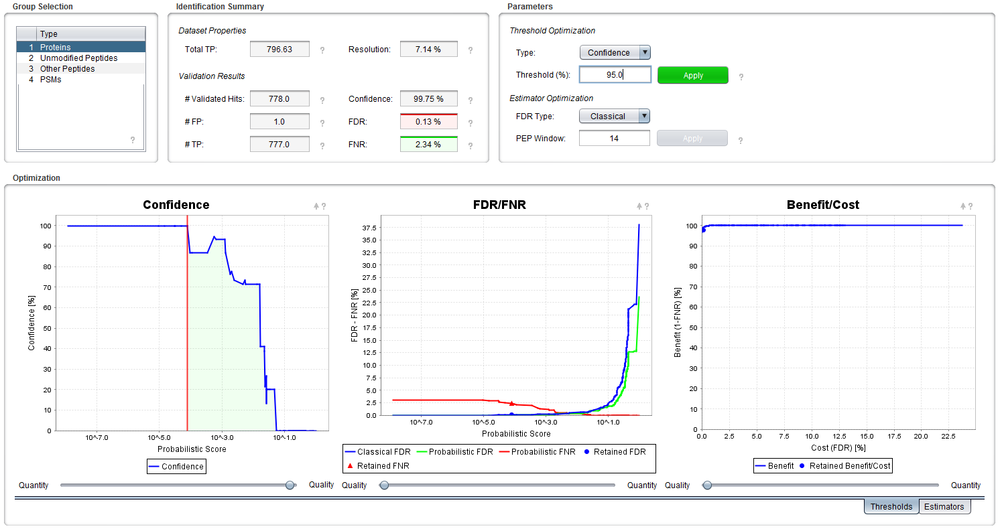 Group Selection
Type
1 Proteins
2 Unmodified Peptides
3 Other Peptides
4 PSMs
?
Identification Summary
Dataset Properties
Total TP: 796.63 ? Resolution: 7.14 % ?
Validation Results
# Validated Hits: 778.0 ? Confidence: 99.75 % ?
# FP: 1.0 ? FDR: 0.13 % ?
# TP: 777.0 ? FNR: 2.34 % ?
Parameters
Threshold Optimization
Type: Confidence
Threshold (%): 95.0 Apply ?
Estimator Optimization
FDR Type: Classical
PEP Window: 14 Apply ?
Optimization
Confidence
?
100
90
80
70
60
50
40
30
20
10
0
Confidence [%]
10^-7.0 10^-5.0 10^-3.0 10^-1.0
Probabilistic Score
Confidence
Quantity Quality
FDR/FNR
?
37.5
35.0
32.5
30.0
27.5
25.0
22.5
20.0
17.5
15.0
12.5
10.0
7.5
5.0
2.5
0.0
FDR - FNR [%]
10^-7.0 10^-5.0 10^-3.0 10^-1.0
Probabilistic Score
Classical FDR Probabilistic FDR Probabilistic FNR Retained FDR
Retained FNR
Quality Quantity
Benefit/Cost
?
100
90
80
70
60
50
40
30
20
10
0
Benefit (1-FNR) [%]
0.0 2.5 5.0 7.5 10.0 12.5 15.0 17.5 20.0 22.5
Cost (FDR) [%]
Benefit Retained Benefit/Cost
Quality Quantity
Thresholds Estimators